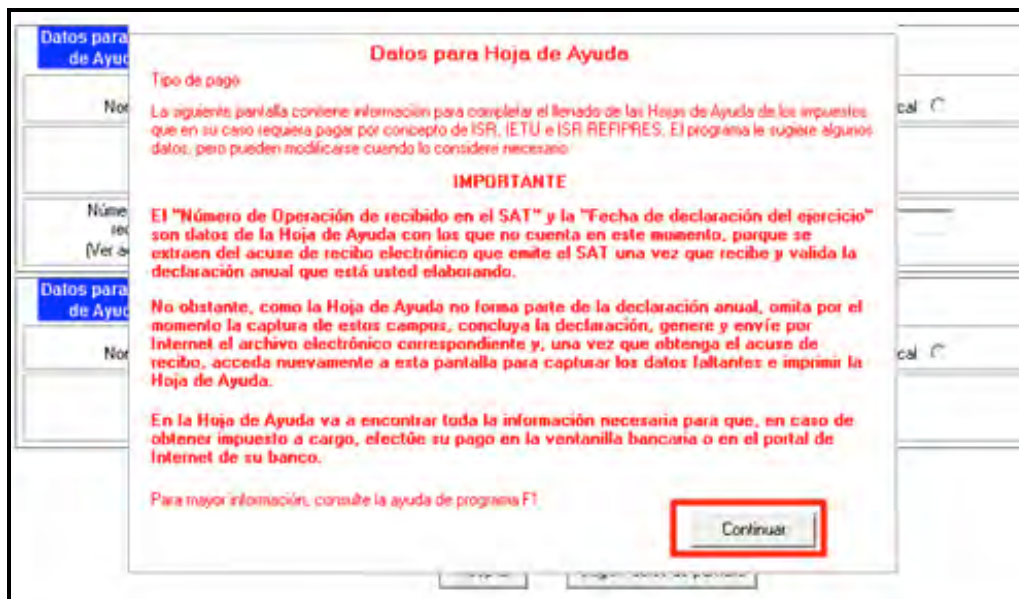 Datos para
de Ayud
Nor
cal
Núme
rec
(Ver a
Datos para
de Ayud
Nor
cal
Datos para Hoja de Ayuda
Tipo de pago
La siguiente pantalla contiene información para completar el llenado de las Hojas de Ayuda de los impuestos
que en su caso requiera pagar por concepto de ISR, IETU e ISR REFIPRES. El programa le sugiere algunos
datos, pero pueden modificarse cuando lo considere necesario
IMPORTANTE
El "Número de Operación de recibido en el SAT" y la "Fecha de declaración del ejercicio"
son datos de la Hoja de Ayuda con los que no cuenta en este momento, porque se
extraen del acuse de recibo electrónico que emite el SAT una vez que recibe y valida la
declaración anual que está usted elaborando.
No obstante, como la Hoja de Ayuda no forma parte de la declaración anual, omita por el
momento la captura de estos campos, concluya la declaración, genere y envíe por
Internet el archivo electrónico correspondiente y, una vez que obtenga el acuse de
recibo, acceda nuevamente a esta pantalla para capturar los datos faltantes e imprimir la
Hoja de Ayuda.
En la Hoja de Ayuda va a encontrar toda la información necesaria para que, en caso de
obtener impuesto a cargo, efectúe su pago en la ventanilla bancaria o en el portal de
Internet de su banco.
Para mayor información, consulte la ayuda de programa F1
Continuar